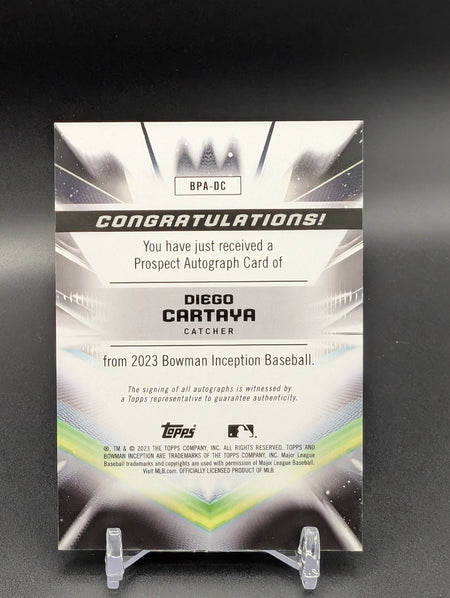 BPA-DC
CONGRATULATIONS!
You have just received a
Prospect Autograph Card of
DIEGO
CARTAYA
CATCHER
from 2023 Bowman Inception Baseball.
The signing of all autographs is witnessed by
a Topps representative to guarantee authenticity.
Topps
®, TM & © 2023 THE TOPPS COMPANY, INC. ALL RIGHTS RESERVED. TOPPS AND
BOWMAN INCEPTION ARE TRADEMARKS OF THE TOPPS COMPANY, INC. Major League
Baseball trademarks and copyrights are used with permission of Major League Baseball.
Visit MLB.com. OFFICIALLY LICENSED PRODUCT OF MLB.